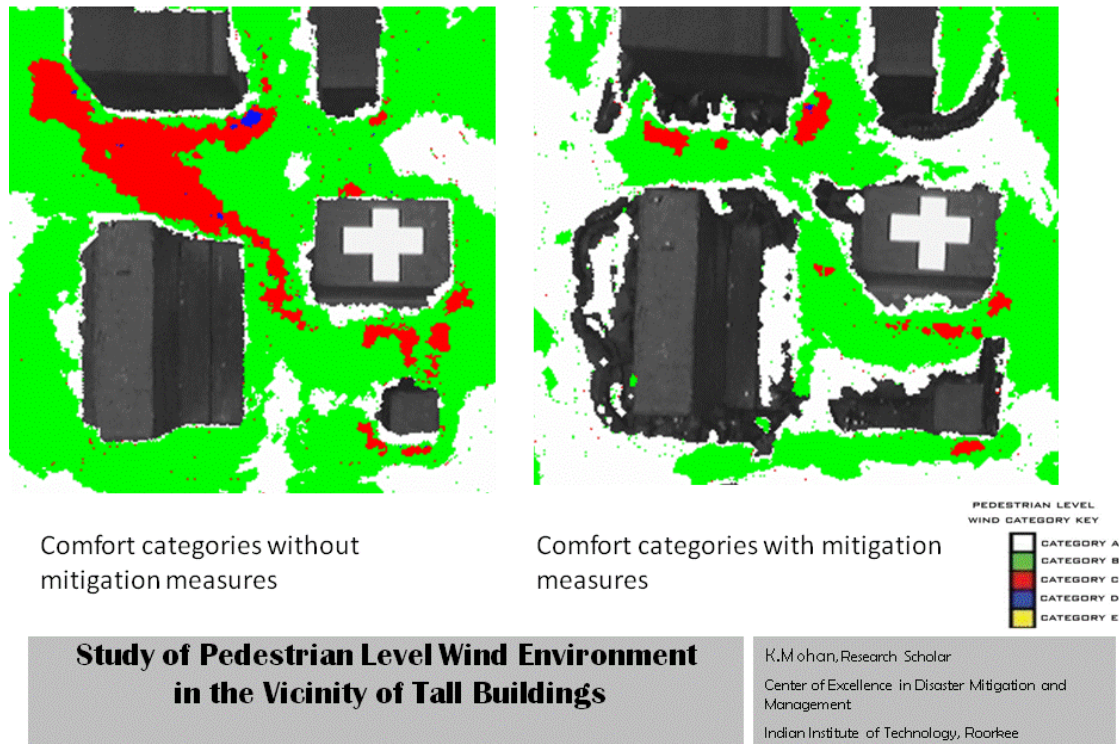 Comfort categories without
mitigation measures
Comfort categories with mitigation
measures
PEDESTRIAN LEVEL
WIND CATEGORY KEY
CATEGORY A
CATEGORY B
CATEGORY C
CATEGORY D
CATEGORY E
Study of Pedestrian Level Wind Environment
in the Vicinity of Tall Buildings
K.Mohan, Research Scholar
Center of Excellence in Disaster Mitigation and
Management
Indian Institute of Technology, Roorkee